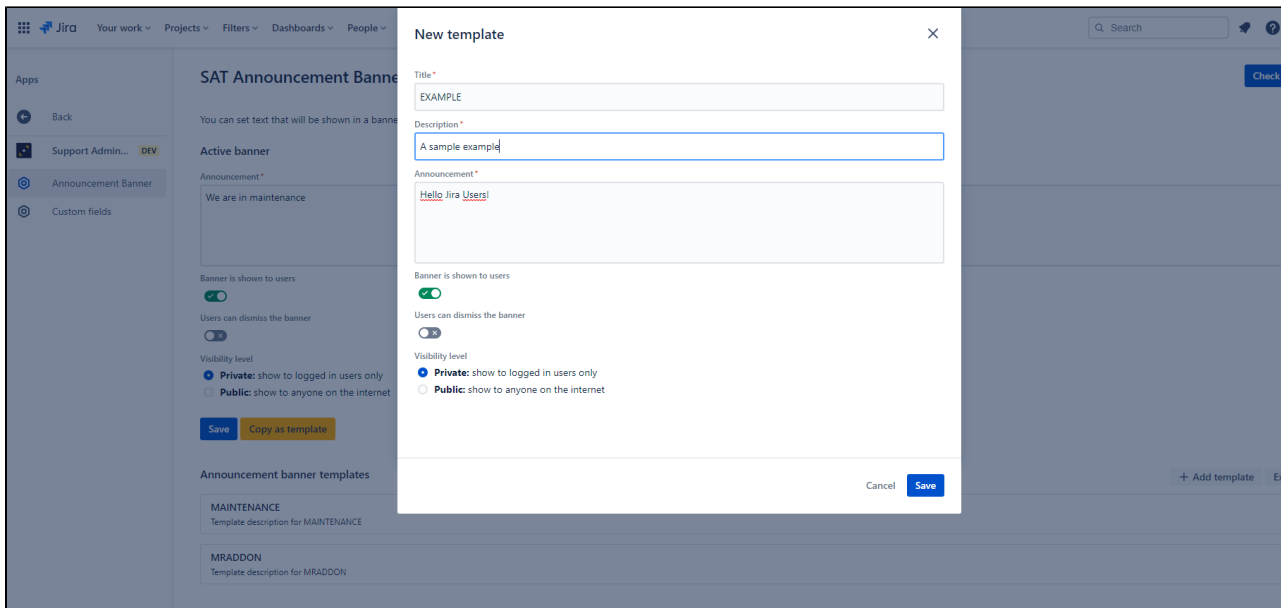 Jira Your work Projects Filters Dashboards People Search
New template
Title*
EXAMPLE
Description*
A sample example
Announcement*
Hello Jira Users!
Banner is shown to users
Users can dismiss the banner
Visibility level
Private: show to logged in users only
Public: show to anyone on the internet
Cancel Save
Apps
Back
Support Admin... DEV
Announcement Banner
Custom fields
SAT Announcement Banne
Check
You can set text that will be shown in a banne
Active banner
Announcement*
We are in maintenance
Banner is shown to users
Users can dismiss the banner
Visibility level
Private: show to logged in users only
Public: show to anyone on the internet
Save Copy as template
Announcement banner templates
+ Add template Ex
MAINTENANCE
Template description for MAINTENANCE
MRADDON
Template description for MRADDON